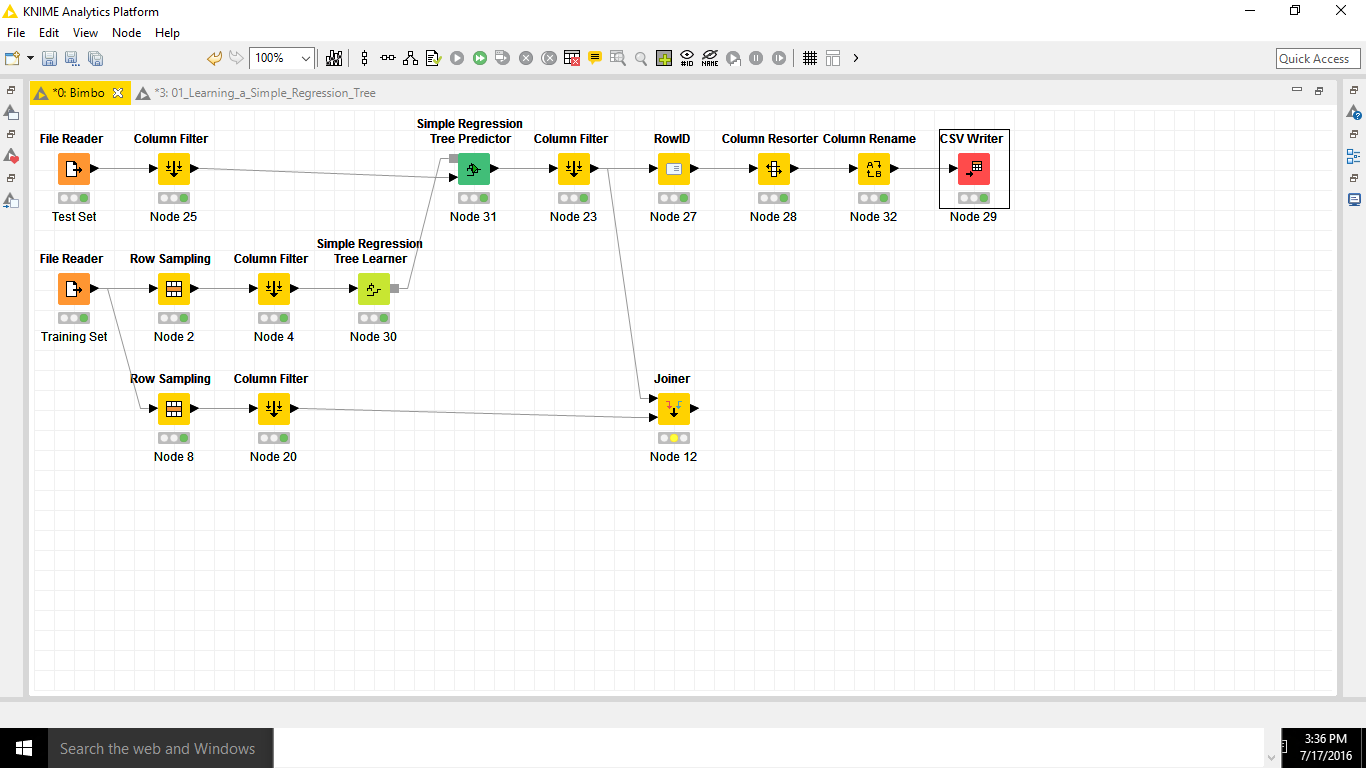 KNIME Analytics Platform
File Edit View Node Help
100%
#ID
NAME
Quick Access
*0: Bimbo
*3: 01_Learning_a_Simple_Regression_Tree
File Reader
Test Set
Column Filter
Node 25
Simple Regression
Tree Predictor
Node 31
Column Filter
Node 23
RowID
Node 27
Column Resorter
Node 28
Column Rename
A
B
Node 32
CSV Writer
Node 29
File Reader
Training Set
Row Sampling
Node 2
Column Filter
Node 4
Simple Regression
Tree Learner
Node 30
Row Sampling
Node 8
Column Filter
Node 20
Joiner
Node 12
Search the web and Windows
3:36 PM
7/17/2016